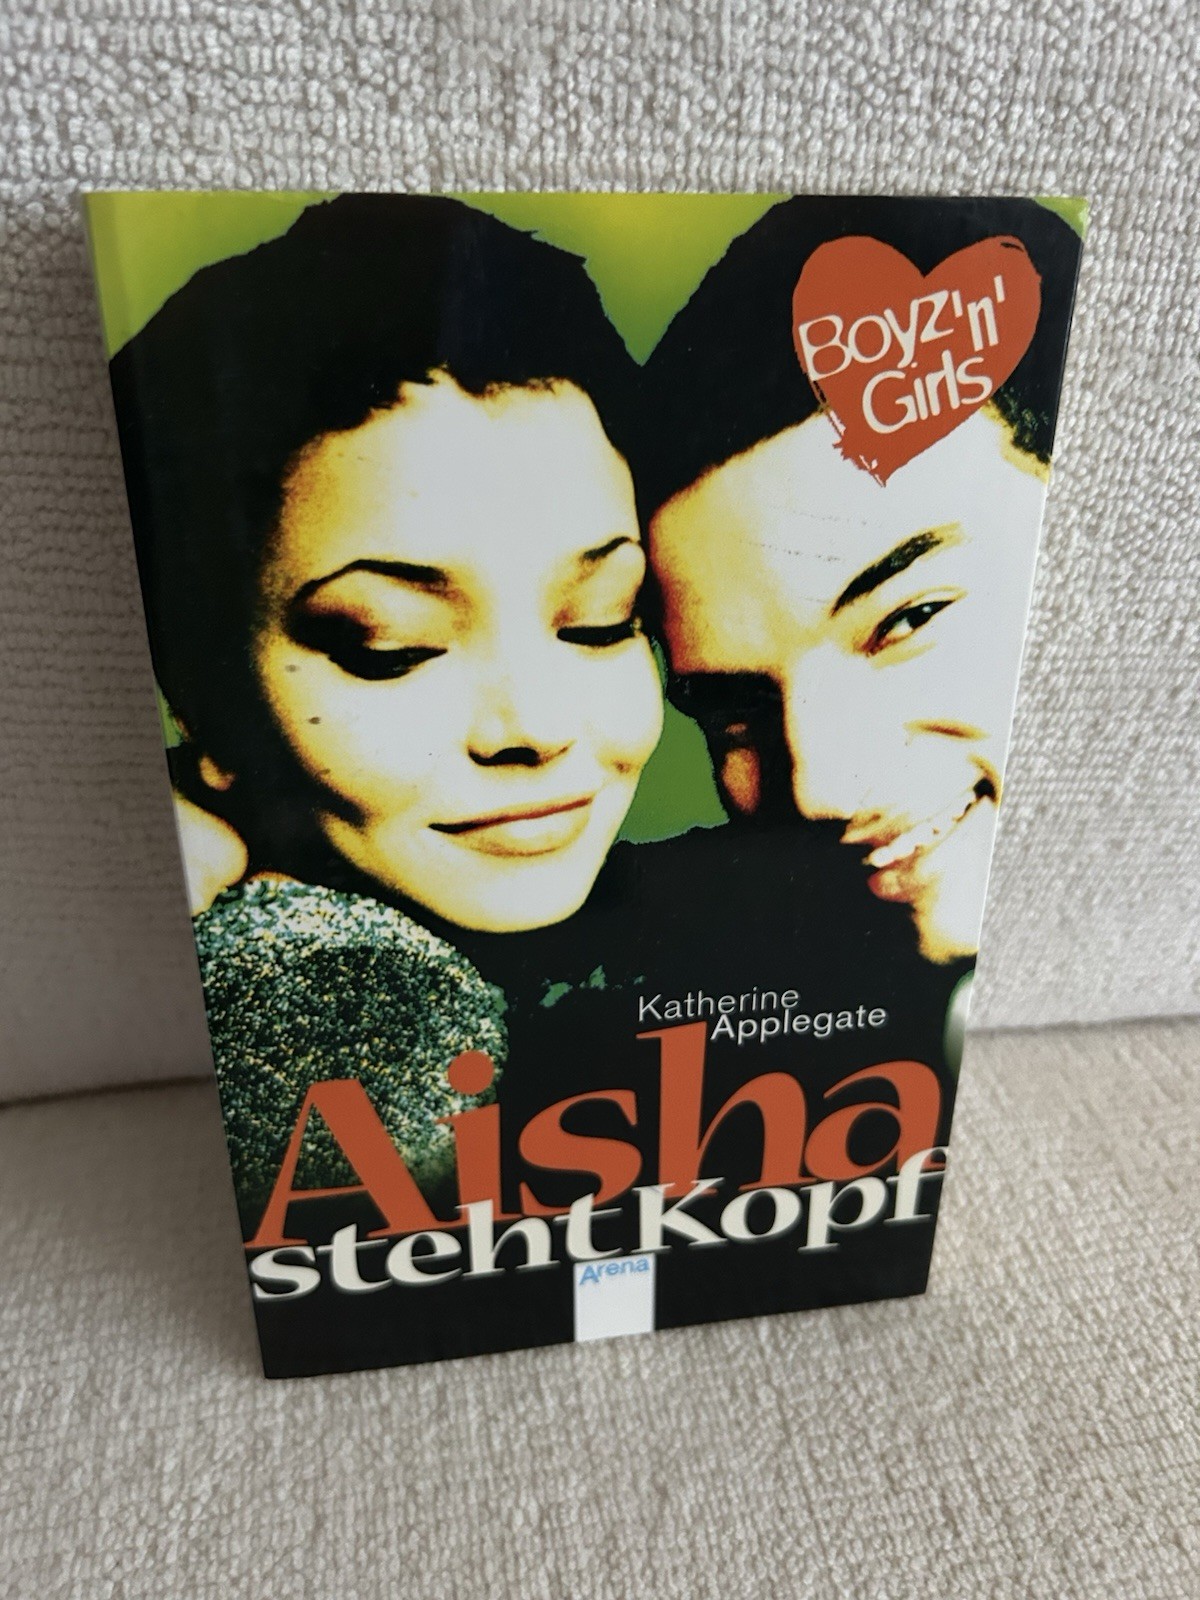 Boyz'n'
Girls
Katherine
Applegate
Aisha
steht Kopf
Arena